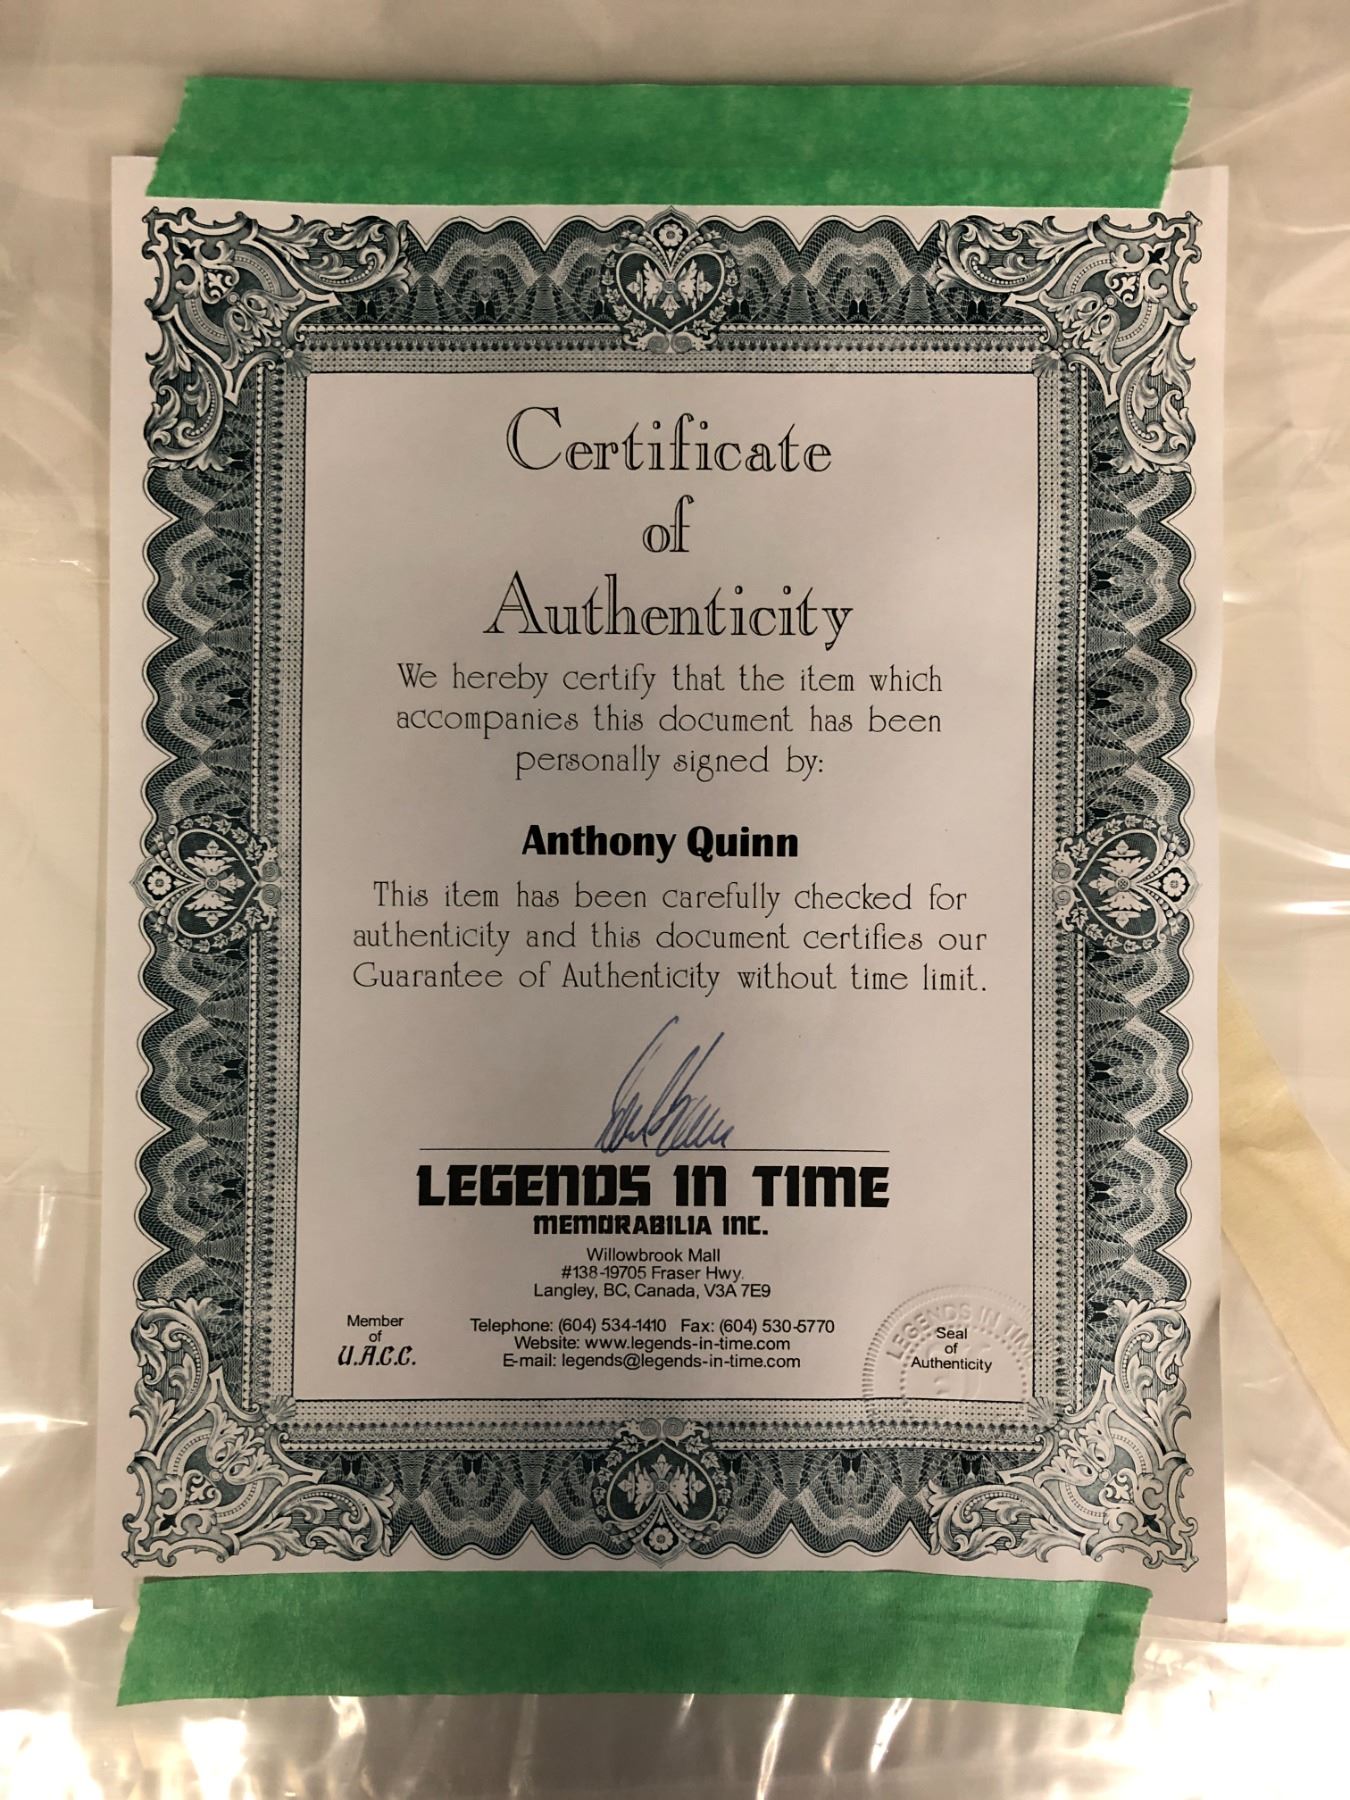 Certificate
of
Authenticity
We hereby certify that the item which
accompanies this document has been
personally signed by:
Anthony Quinn
This item has been carefully checked for
authenticity and this document certifies our
Guarantee of Authenticity without time limit.
LEGENDS IN TIME
MEMORABILIA INC.
Willowbrook Mall
#138-19705 Fraser Hwy.
Langley, BC, Canada, V3A 7E9
Member
of
U.A.C.C.
Telephone: (604) 534-1410 Fax: (604) 530-5770
Website: www.legends-in-time.com
E-mail: legends@legends-in-time.com
LEGENDS IN TIM
Seal
of
Authenticity